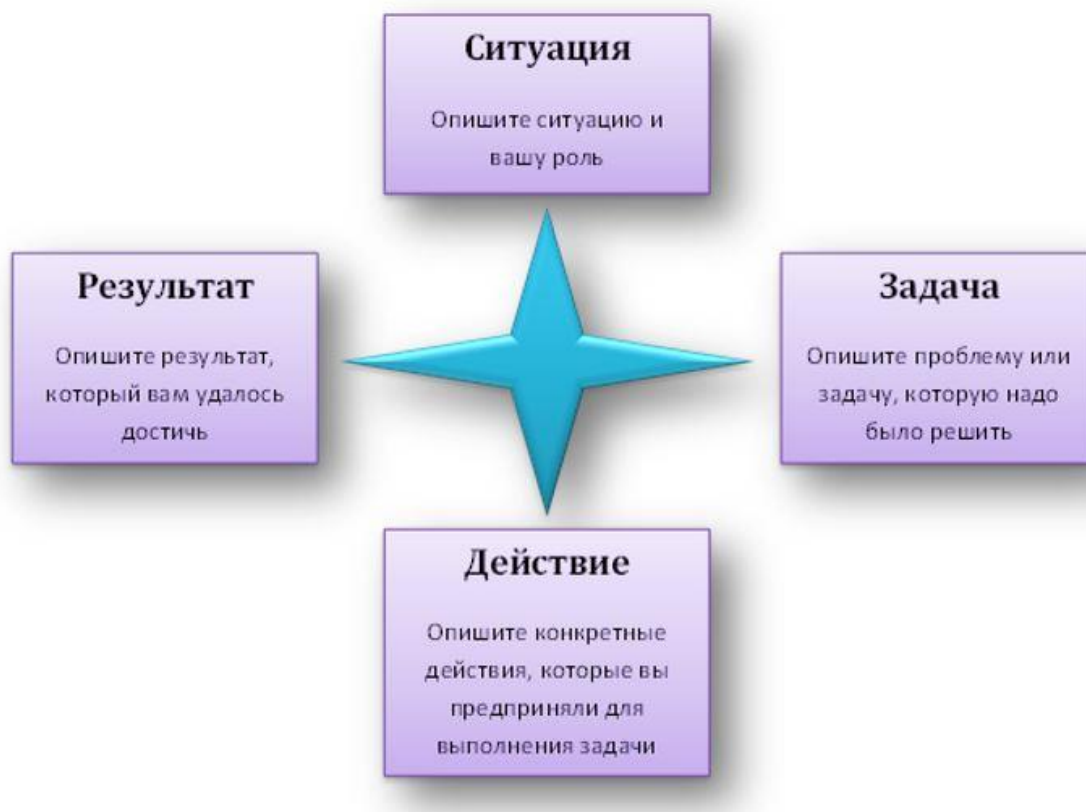 Ситуация
Опишите ситуацию и
вашу роль
Результат
Опишите результат,
который вам удалось
достичь
Задача
Опишите проблему или
задачу, которую надо
было решить
Действие
Опишите конкретные
действия, которые вы
предприняли для
выполнения задачи